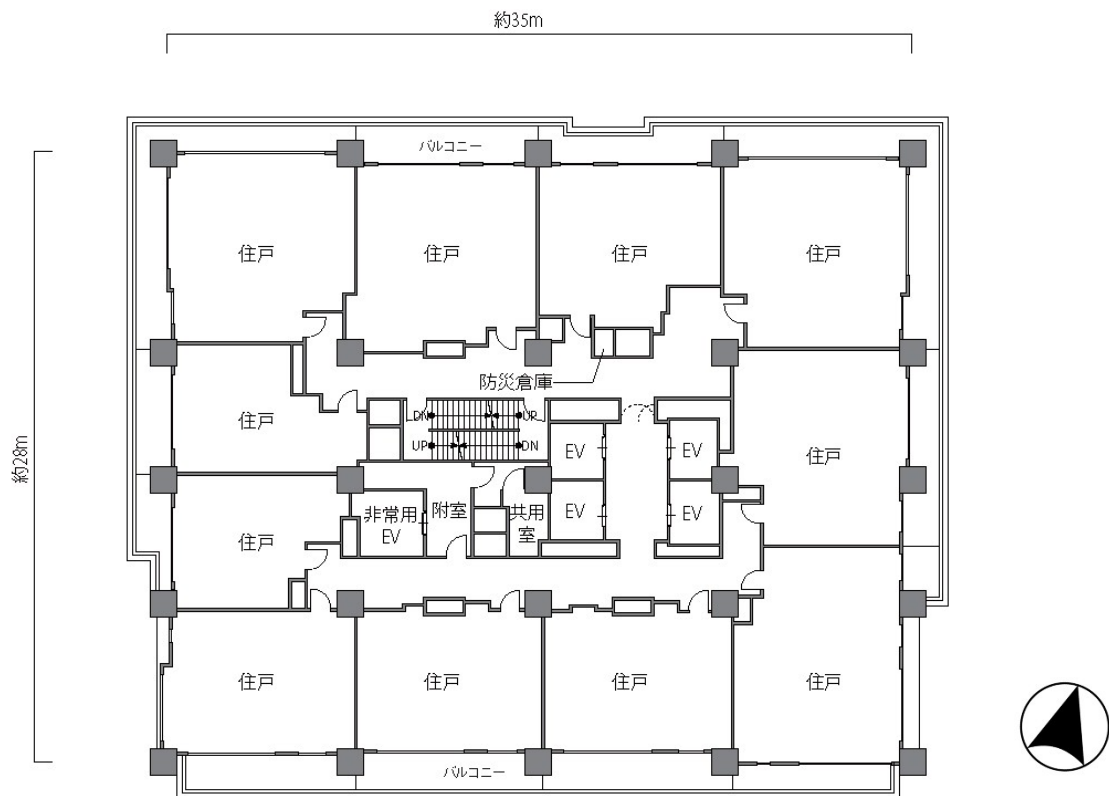 約35m
バルコニー
住戸
住戸
住戸
住戸
約28m
防災倉庫
DN
UP
住戸
UP
DN
EV
EV
住戸
住戸
非常用
EV
附室
共用
室
EV
EV
住戸
住戸
住戸
住戸
バルコニー